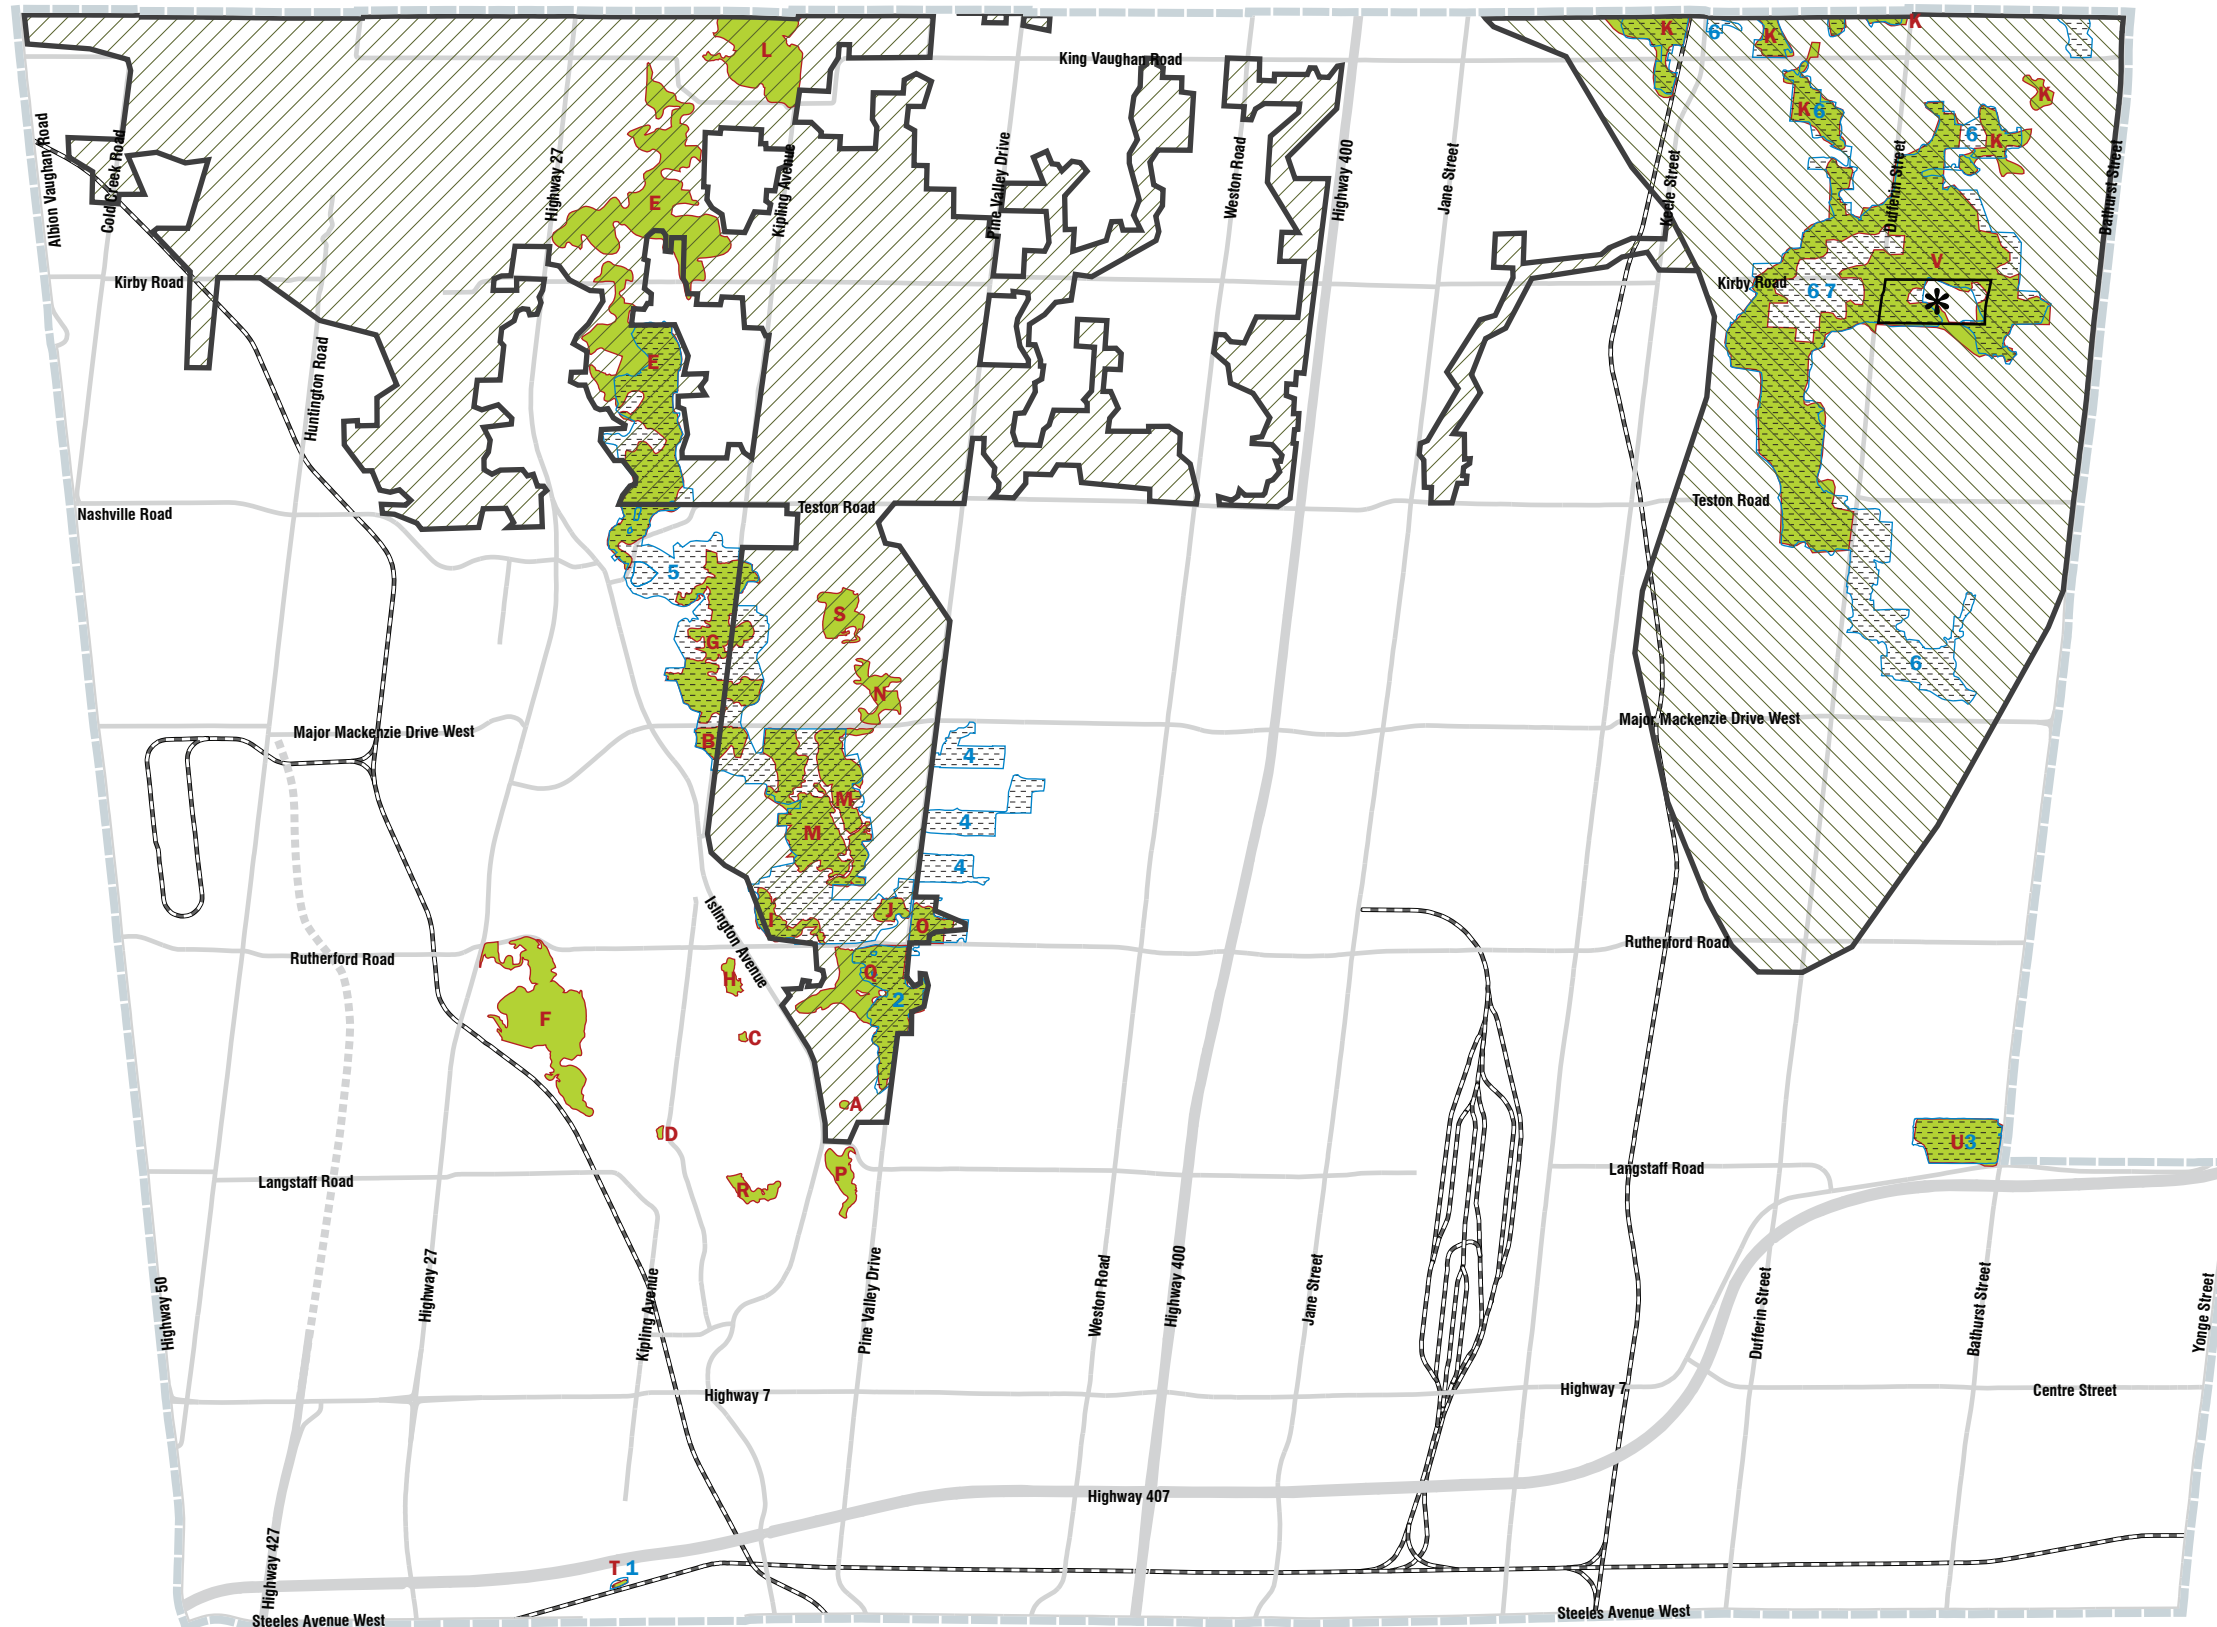 L
K
6
K
K
King Vaughan Road
K
K 6
6
K
Albion Vaughan Road
Cold Creek Road
Highway 27
Kipling Avenue
Pine Valley Drive
Weston Road
Highway 400
Jane Street
Keele Street
Dufferin Street
Bathurst Street
E
V
Kirby Road
Kirby Road
6 7
*
E
Huntington Road
Nashville Road
Teston Road
Teston Road
5
S
G
6
N
Major Mackenzie Drive West
B
Major Mackenzie Drive West
4
M
4
M
4
I
J
O
Islington Avenue
Rutherford Road
Rutherford Road
H
Q
2
F
C
A
D
U3
Langstaff Road
P
Langstaff Road
R
Highway 50
Highway 27
Kipling Avenue
Pine Valley Drive
Weston Road
Highway 400
Jane Street
Dufferin Street
Bathurst Street
Yonge Street
Highway 7
Highway 7
Centre Street
Highway 407
Highway 427
T 1
Steeles Avenue West
Steeles Avenue West